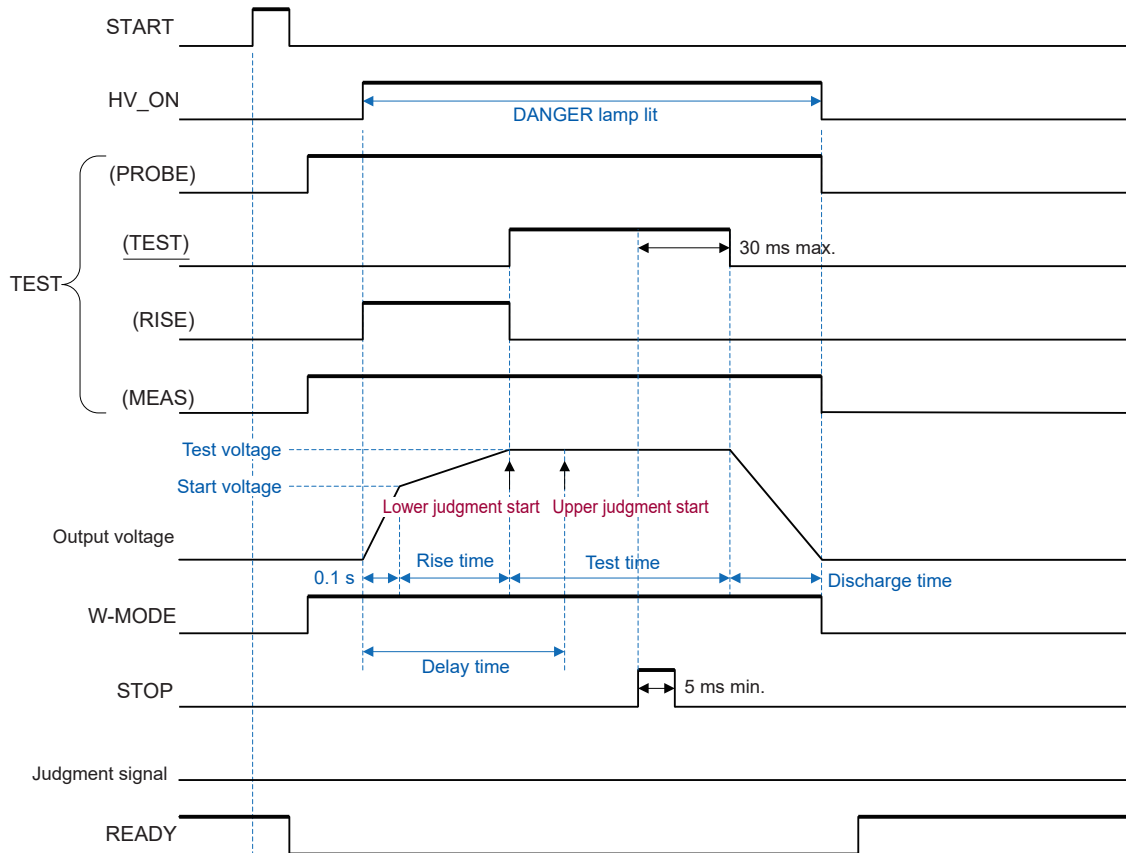 START
HV_ON
DANGER lamp lit
(PROBE)
(TEST)
30 ms max.
TEST
(RISE)
(MEAS)
Test voltage
Start voltage
Lower judgment start
Upper judgment start
Output voltage
0.1 s
Rise time
Test time
Discharge time
W-MODE
Delay time
STOP
5 ms min.
Judgment signal
READY